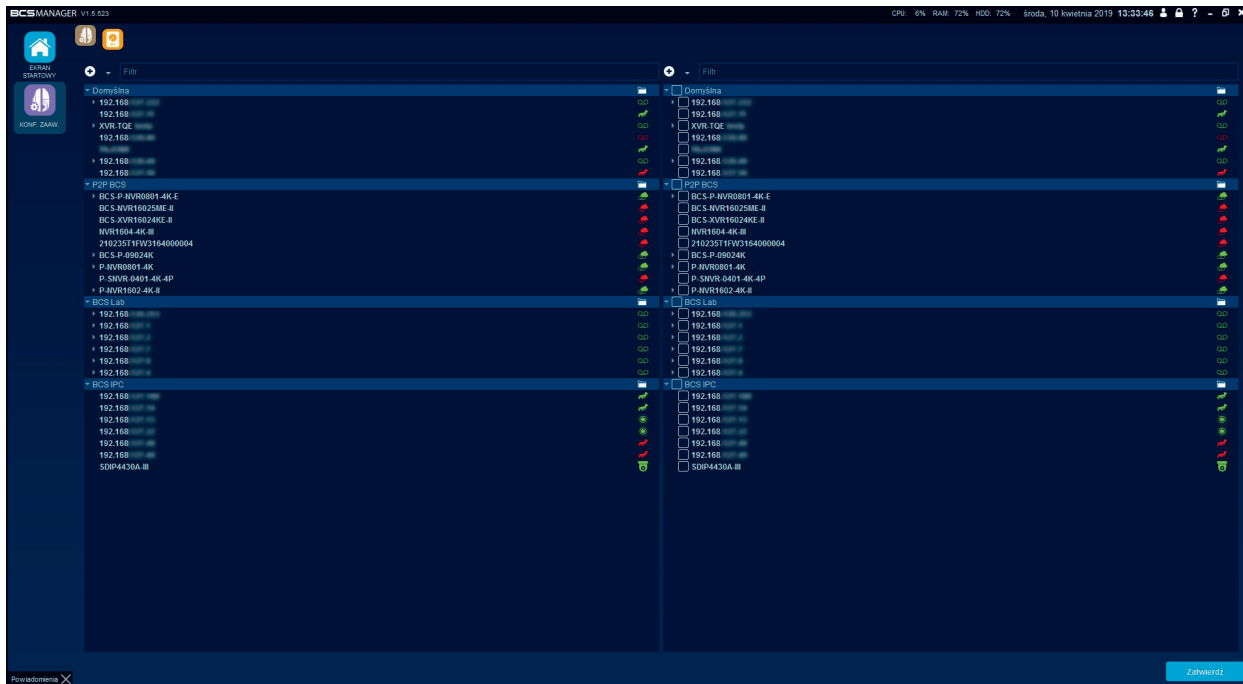 BCSMANAGER V1.5.523
CPU: 6% RAM: 72% HDD: 72% środa, 10 kwietnia 2019 13:33:46 ?
EKRAN STARTOWY
KONF. ZAAW.
Filtr
Domyślna
192.168
192.168
XVR-TQE
192.168
192.168
192.168
P2P BCS
BCS-P-NVR0801-4K-E
BCS-NVR16025ME-II
BCS-XVR16024KE-II
NVR1604-4K-III
210235T1FW3164000004
BCS-P-09024K
P-NVR0801-4K
P-SNVR-0401-4K-4P
P-NVR1602-4K-II
BCS Lab
192.168
192.168
192.168
192.168
192.168
192.168
BCS IPC
192.168
192.168
192.168
192.168
192.168
192.168
SDIP4430A-III
Filtr
Domyślna
192.168
192.168
XVR-TQE
192.168
192.168
192.168
P2P BCS
BCS-P-NVR0801-4K-E
BCS-NVR16025ME-II
BCS-XVR16024KE-II
NVR1604-4K-III
210235T1FW3164000004
BCS-P-09024K
P-NVR0801-4K
P-SNVR-0401-4K-4P
P-NVR1602-4K-II
BCS Lab
192.168
192.168
192.168
192.168
192.168
192.168
BCS IPC
192.168
192.168
192.168
192.168
192.168
192.168
SDIP4430A-III
Zatwierdź
Powiadomienia